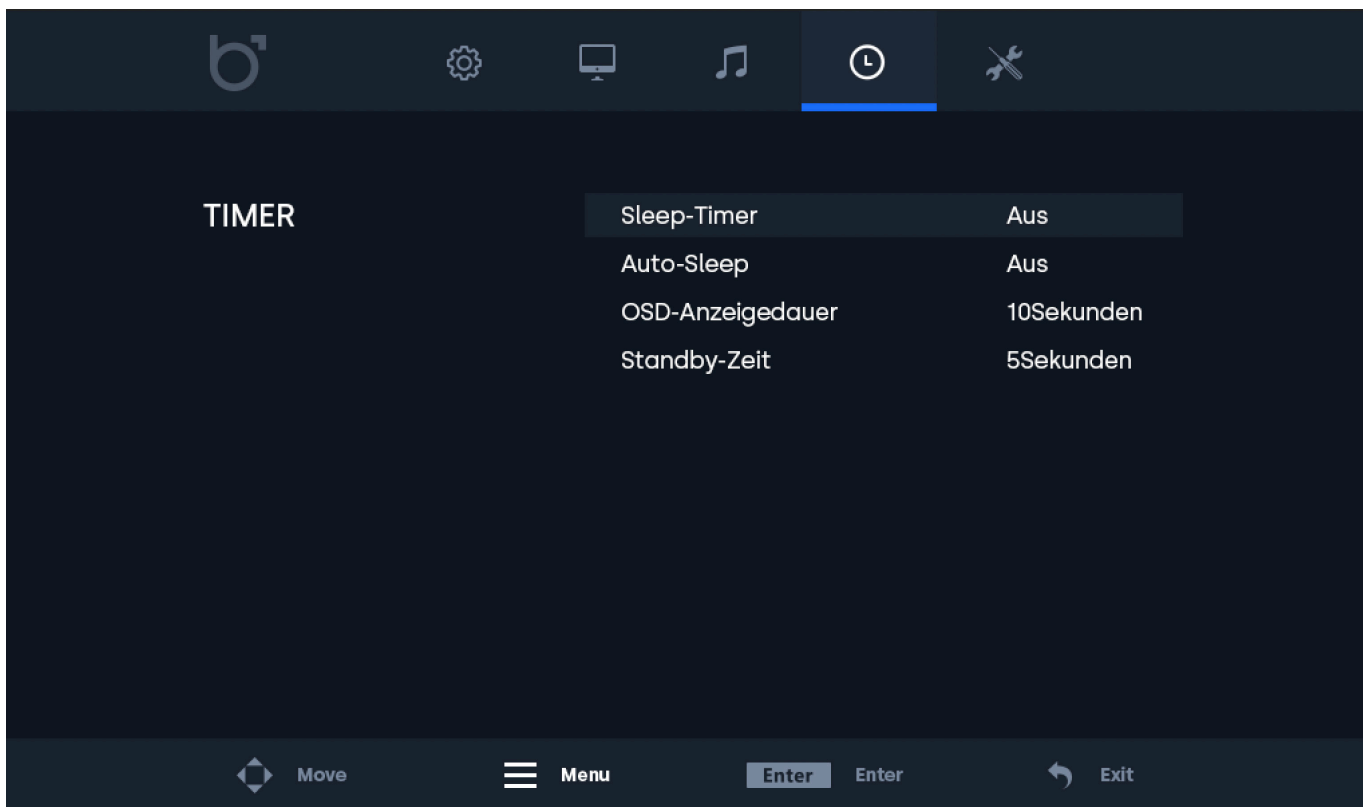 TIMER
Sleep-Timer Aus
Auto-Sleep Aus
OSD-Anzeigedauer 10Sekunden
Standby-Zeit 5Sekunden
Move Menu Enter Enter Exit